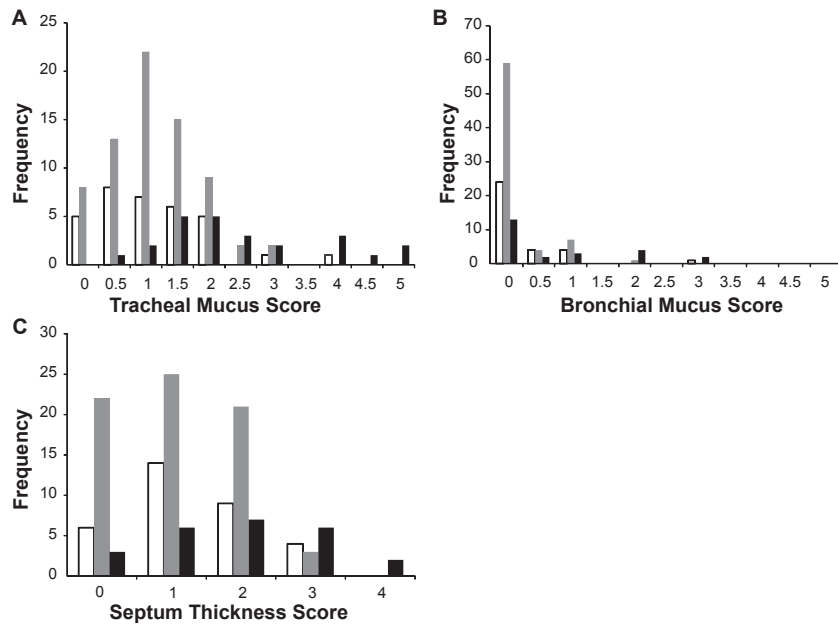 A
25
20
15
10
5
0
Frequency
0 0.5 1 1.5 2 2.5 3 3.5 4 4.5 5
Tracheal Mucus Score
B
70
60
50
40
30
20
10
0
Frequency
0 0.5 1 1.5 2 2.5 3 3.5 4 4.5 5
Bronchial Mucus Score
C
30
25
20
15
10
5
0
Frequency
0 1 2 3 4
Septum Thickness Score